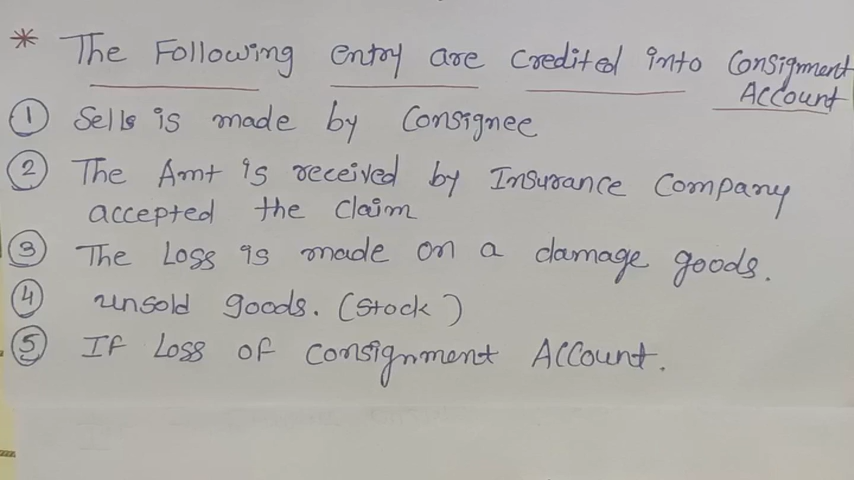 * The Following entry are credited into Consignment
Account
① Sells is made by Consignee
② The Amt is received by Insurance Company
accepted the claim
③ The Loss is made on a damage goods.
④ unsold goods. (stock)
⑤ If Loss of consignment Account.